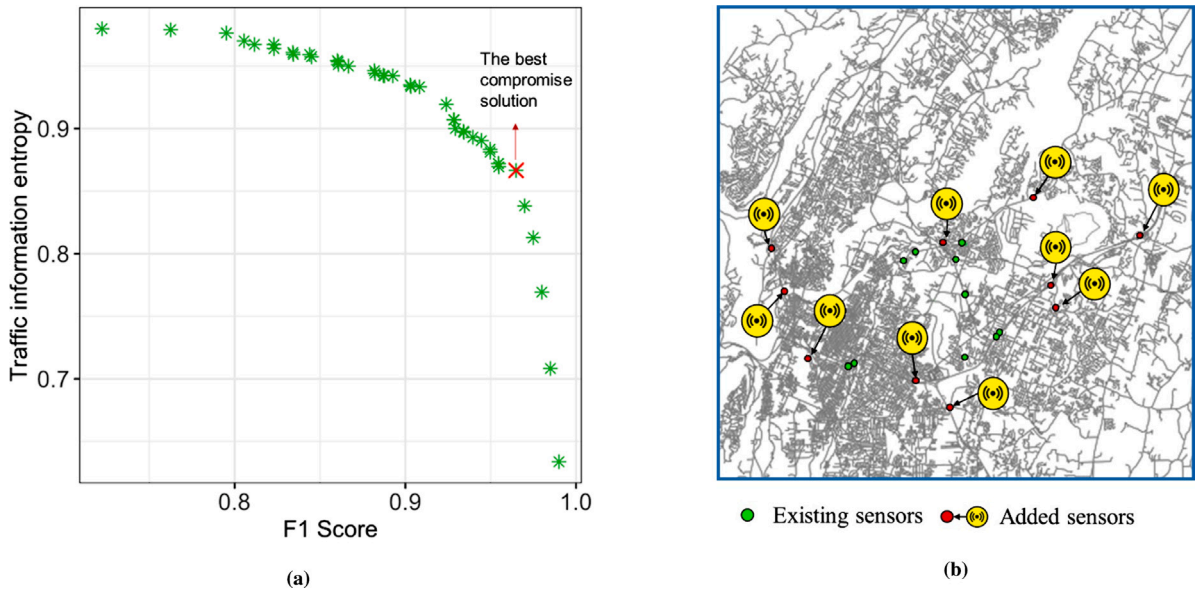 Traffic information entropy
0.9
0.8
0.7
The best
compromise
solution
0.8
0.9
1.0
F1 Score
(a)
Existing sensors
Added sensors
(b)